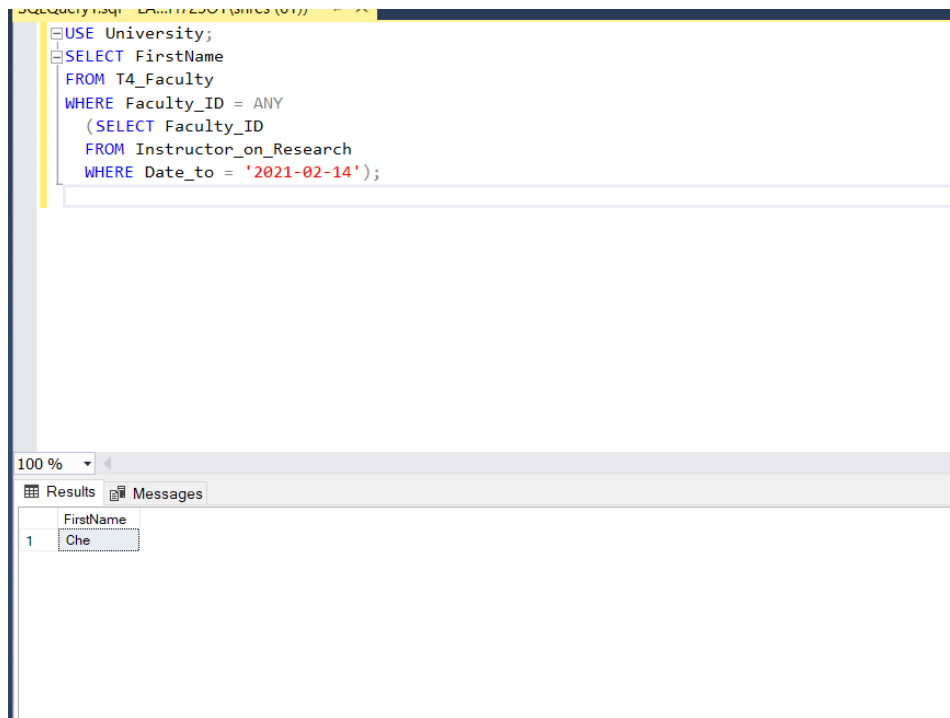 USE University;
SELECT FirstName
FROM T4_Faculty
WHERE Faculty_ID = ANY
(SELECT Faculty_ID
FROM Instructor_on_Research
WHERE Date_to = '2021-02-14');
100 %
Results Messages
FirstName
1 Che